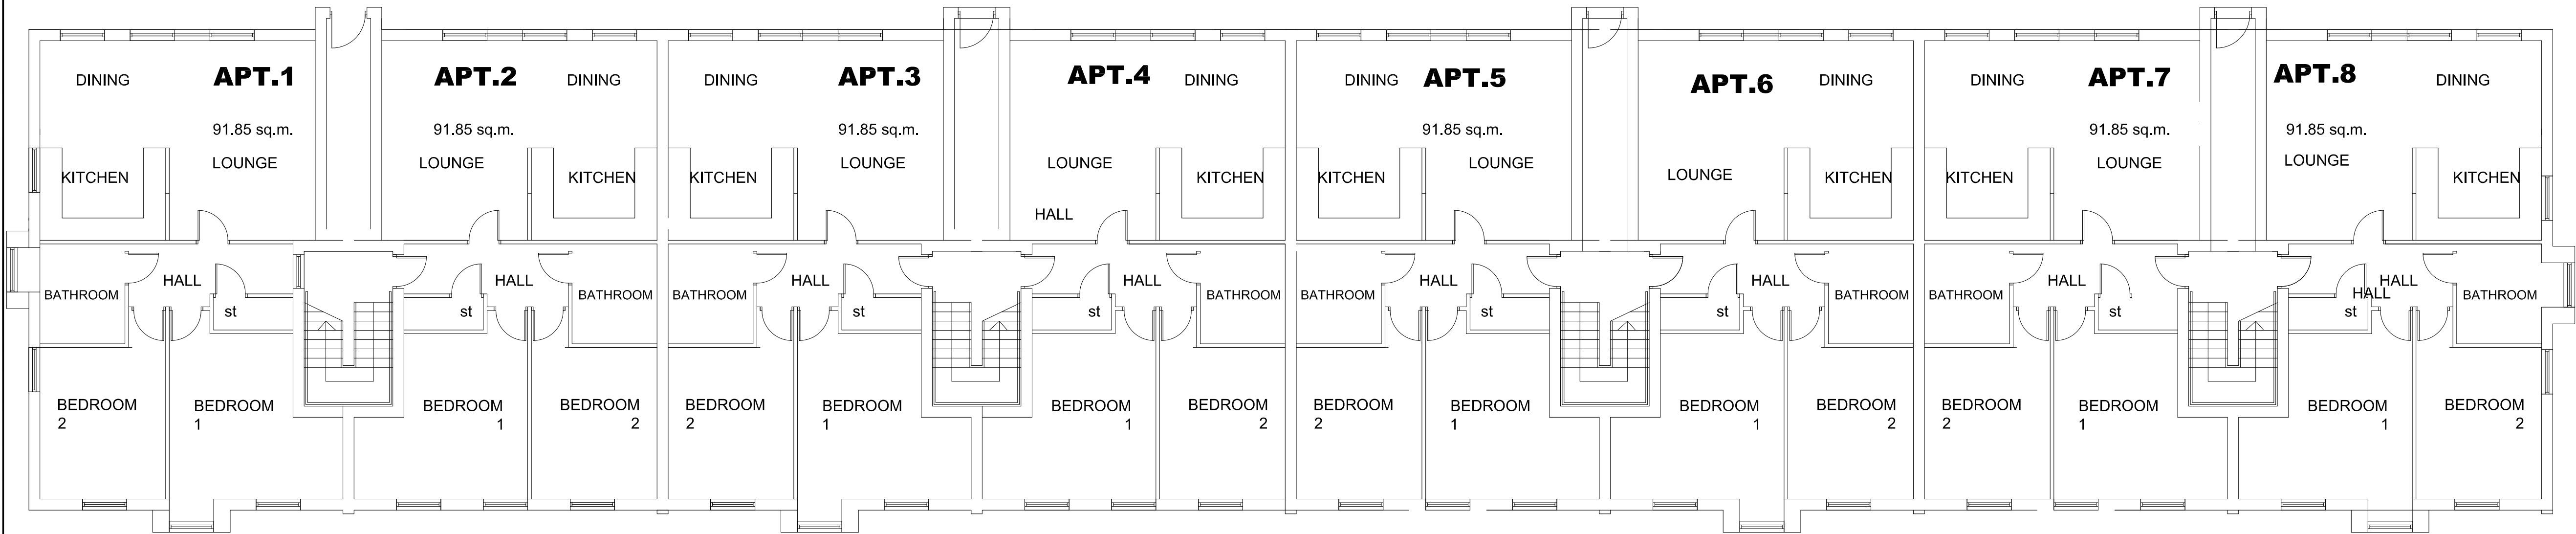 APT.1
APT.2
APT.3
APT.4
APT.5
APT.6
APT.7
APT.8
DINING
DINING
DINING
DINING
DINING
DINING
DINING
DINING
91.85 sq.m.
91.85 sq.m.
91.85 sq.m.
91.85 sq.m.
91.85 sq.m.
91.85 sq.m.
LOUNGE
LOUNGE
LOUNGE
LOUNGE
LOUNGE
LOUNGE
LOUNGE
LOUNGE
KITCHEN
KITCHEN
KITCHEN
KITCHEN
KITCHEN
KITCHEN
KITCHEN
KITCHEN
HALL
HALL
HALL
HALL
HALL
HALL
HALL
HALL
HALL
HALL
BATHROOM
BATHROOM
BATHROOM
BATHROOM
BATHROOM
BATHROOM
BATHROOM
BATHROOM
st
st
st
st
st
st
st
st
BEDROOM
2
BEDROOM
1
BEDROOM
1
BEDROOM
2
BEDROOM
2
BEDROOM
1
BEDROOM
1
BEDROOM
2
BEDROOM
2
BEDROOM
1
BEDROOM
1
BEDROOM
2
BEDROOM
2
BEDROOM
1
BEDROOM
1
BEDROOM
2